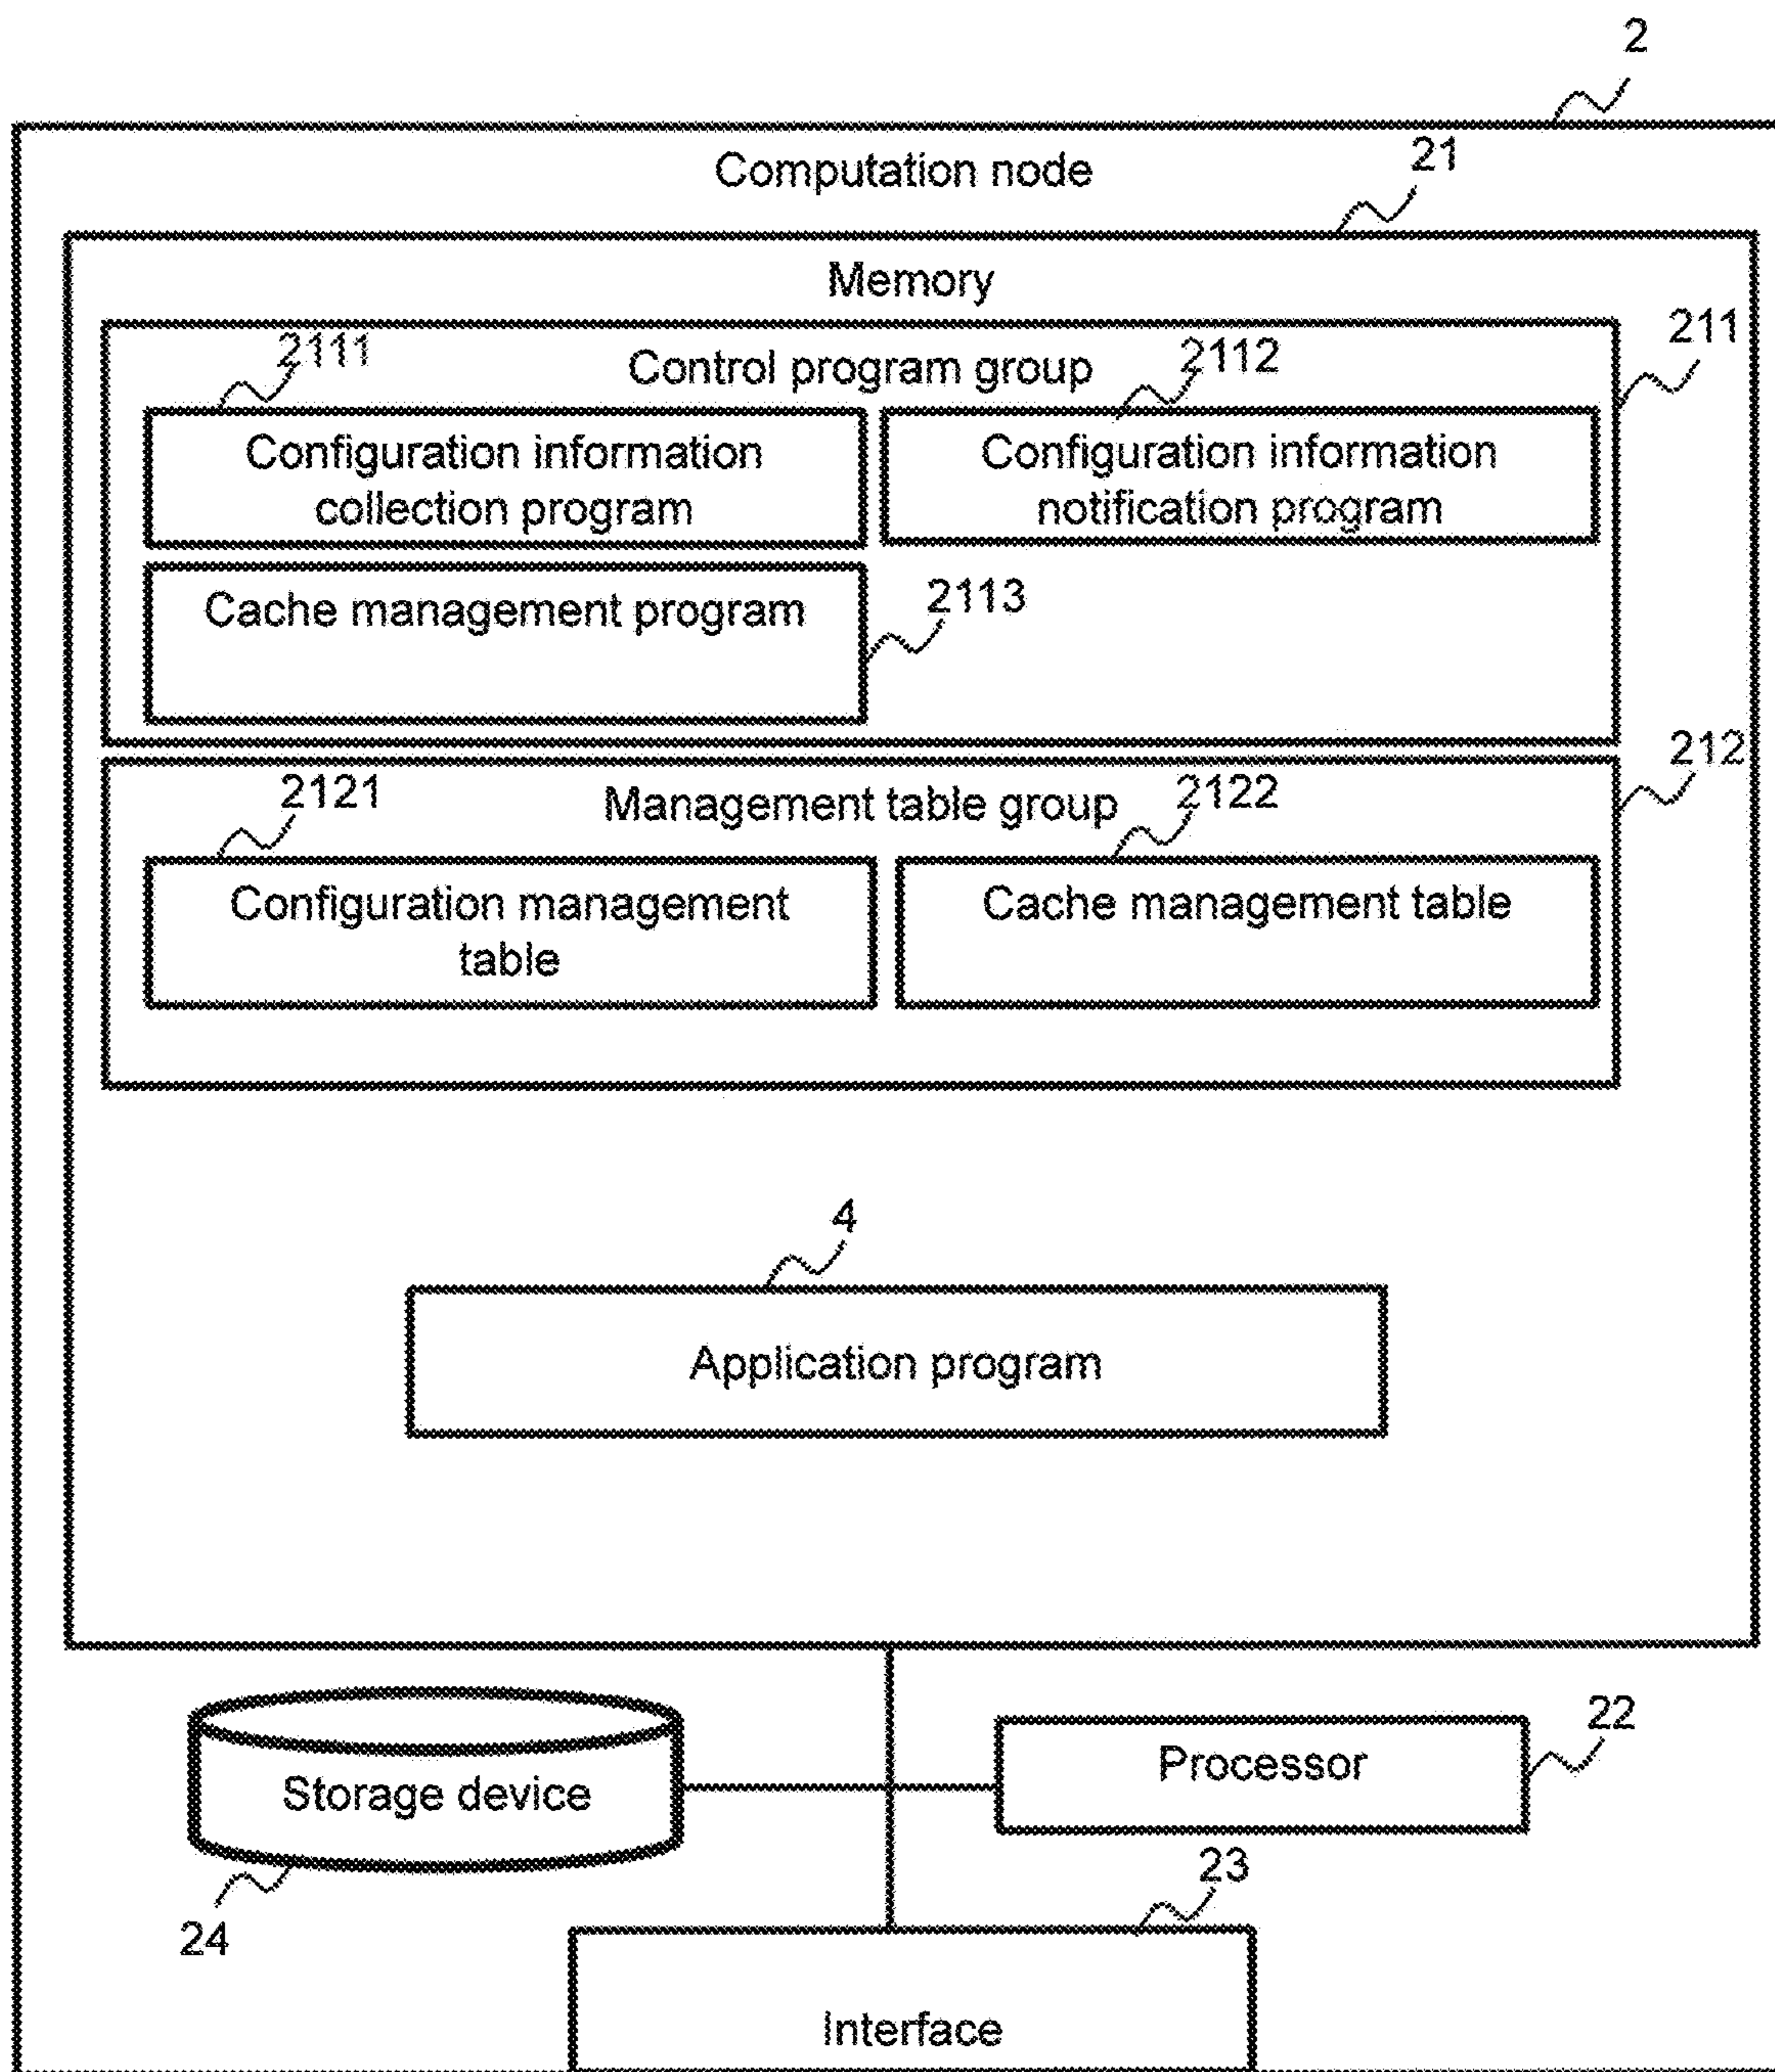 2
Computation node
21
Memory
2111
Control program group
2112
211
Configuration information
collection program
Configuration information
notification program
Cache management program
2113
212
2121
Management table group
2122
Configuration management
table
Cache management table
4
Application program
22
Processor
Storage device
23
24
Interface